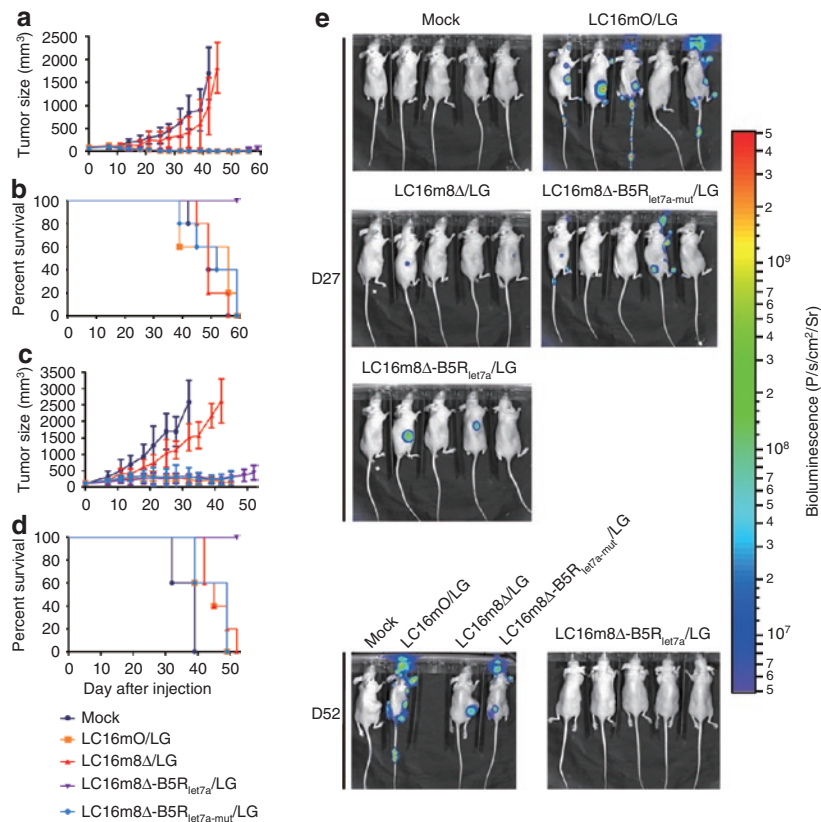 a
Tumor size (mm³)
2500
2000
1500
1000
500
0
0 10 20 30 40 50 60
b
Percent survival
100
80
60
40
20
0
0 10 20 30 40 50 60
c
Tumor size (mm³)
3500
3000
2500
2000
1500
1000
500
0
0 10 20 30 40 50
d
Percent survival
100
80
60
40
20
0
0 10 20 30 40 50
Day after injection
Mock
LC16mO/LG
LC16m8Δ/LG
LC16m8Δ-B5Rlet7a/LG
LC16m8Δ-B5Rlet7a-mut/LG
e
Mock
LC16mO/LG
D27
LC16m8Δ/LG
LC16m8Δ-B5Rlet7a-mut/LG
LC16m8Δ-B5Rlet7a/LG
D52
Mock
LC16mO/LG
LC16m8Δ/LG
LC16m8Δ-B5Rlet7a-mut/LG
LC16m8Δ-B5Rlet7a/LG
5
4
3
2
10⁹
7
6
5
4
3
2
10⁸
7
6
5
4
3
2
10⁷
7
6
5
Bioluminescence (P/s/cm2/Sr)